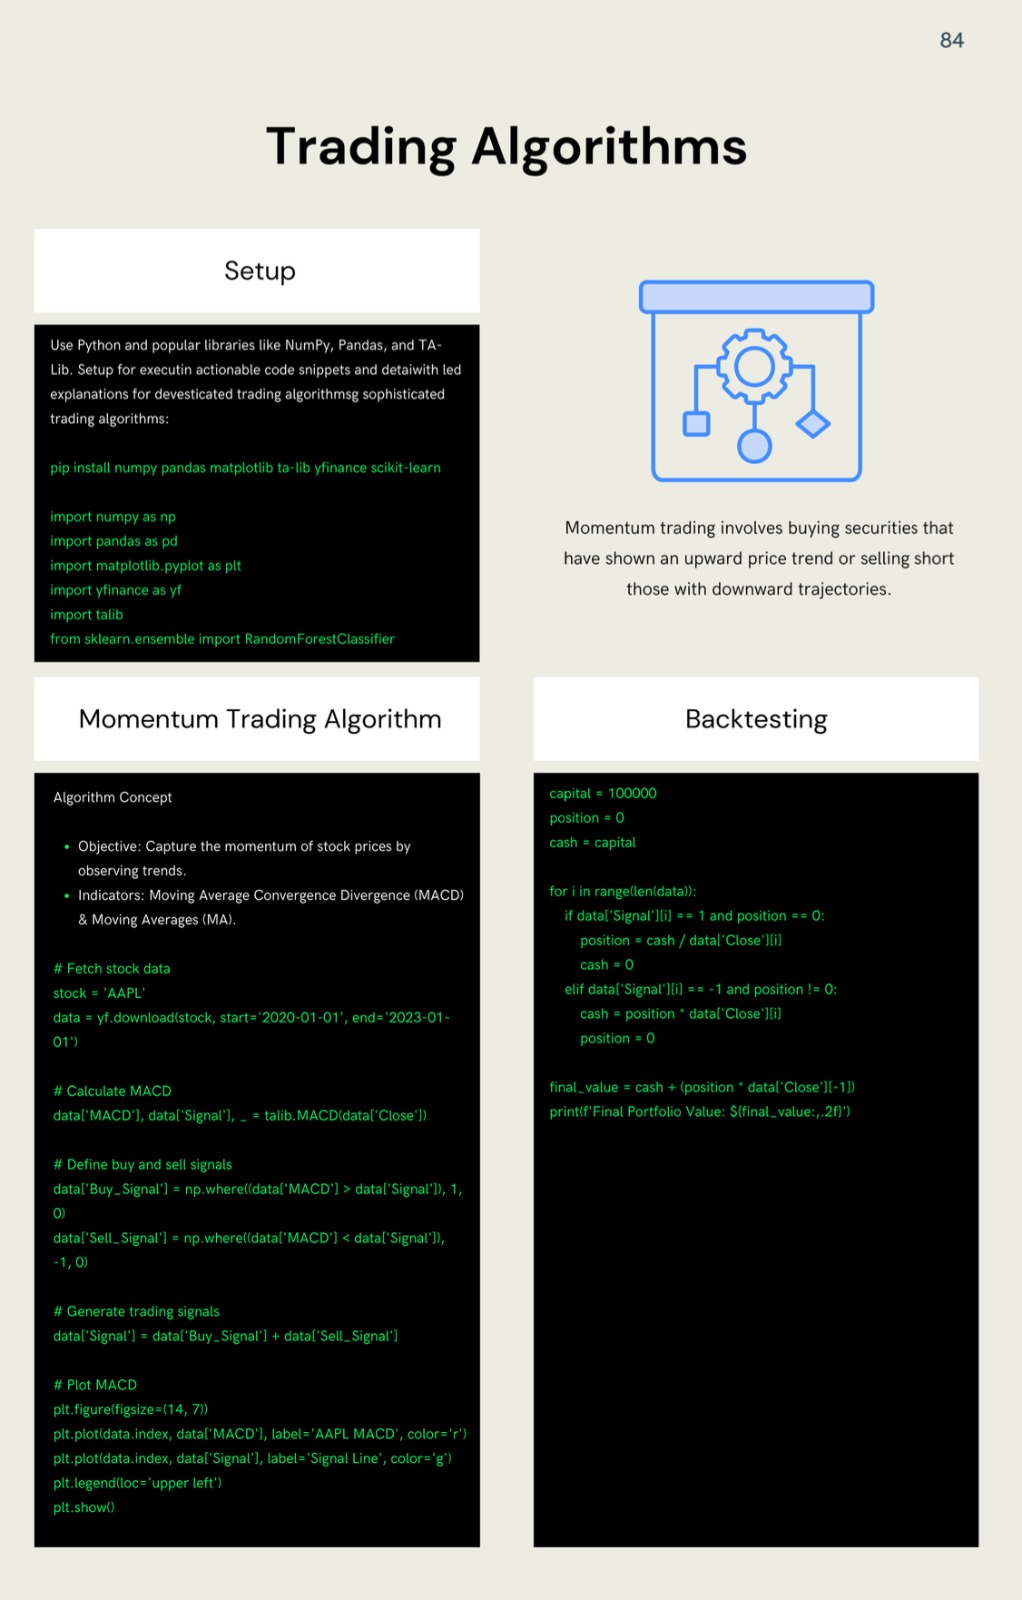 84
Trading Algorithms
Setup
Use Python and popular libraries like NumPy, Pandas, and TA-
Lib. Setup for executin actionable code snippets and detaiwith led
explanations for devesticated trading algorithmsg sophisticated
trading algorithms:
pip install numpy pandas matplotlib ta-lib yfinance scikit-learn
import numpy as np
import pandas as pd
import matplotlib.pyplot as plt
import yfinance as yf
import talib
from sklearn.ensemble import RandomForestClassifier
Momentum trading involves buying securities that
have shown an upward price trend or selling short
those with downward trajectories.
Momentum Trading Algorithm
Algorithm Concept
• Objective: Capture the momentum of stock prices by
observing trends.
• Indicators: Moving Average Convergence Divergence (MACD)
& Moving Averages (MA).
# Fetch stock data
stock = 'AAPL'
data = yf.download(stock, start='2020-01-01', end='2023-01-
01')
# Calculate MACD
data['MACD'], data['Signal'], _ = talib.MACD(data['Close'])
# Define buy and sell signals
data['Buy_Signal'] = np.where((data['MACD'] > data['Signal']), 1,
0)
data['Sell_Signal'] = np.where((data['MACD'] < data['Signal']),
-1, 0)
# Generate trading signals
data['Signal'] = data['Buy_Signal'] + data['Sell_Signal']
# Plot MACD
plt.figure(figsize=(14, 7))
plt.plot(data.index, data['MACD'], label='AAPL MACD', color='r')
plt.plot(data.index, data['Signal'], label='Signal Line', color='g')
plt.legend(loc='upper left')
plt.show()
Backtesting
capital = 100000
position = 0
cash = capital
for i in range(len(data)):
if data['Signal'][i] == 1 and position == 0:
position = cash / data['Close'][i]
cash = 0
elif data['Signal'][i] == -1 and position != 0:
cash = position * data['Close'][i]
position = 0
final_value = cash + (position * data['Close'][-1])
print(f'Final Portfolio Value: ${final_value:,.2f}')